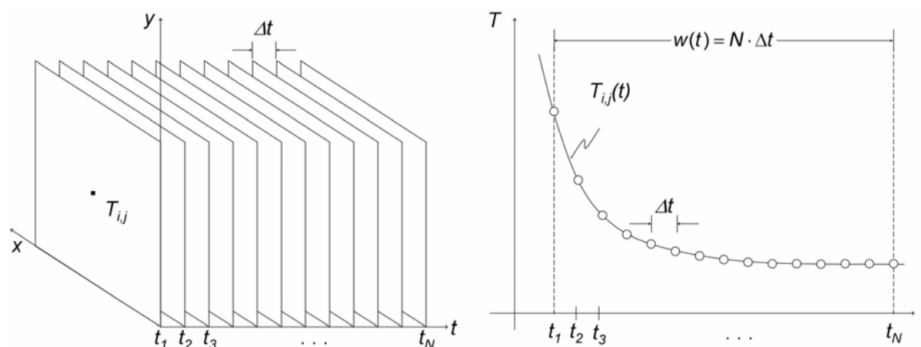 y
Δt
T_{i,j}
x
t
t_1 t_2 t_3 . . . t_N
T
w(t) = N · Δt
T_{i,j}(t)
Δt
t_1 t_2 t_3 . . . t_N